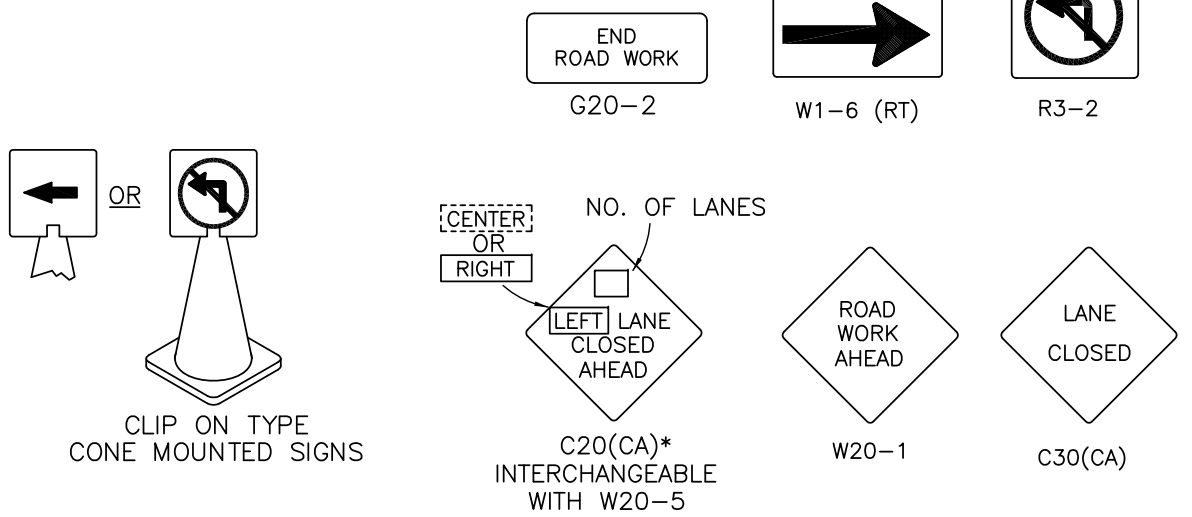 END
ROAD WORK
G20-2
W1-6 (RT)
R3-2
OR
CLIP ON TYPE
CONE MOUNTED SIGNS
CENTER
OR
RIGHT
NO. OF LANES
LEFT LANE
CLOSED
AHEAD
C20(CA)*
INTERCHANGEABLE
WITH W20-5
ROAD
WORK
AHEAD
W20-1
LANE
CLOSED
C30(CA)